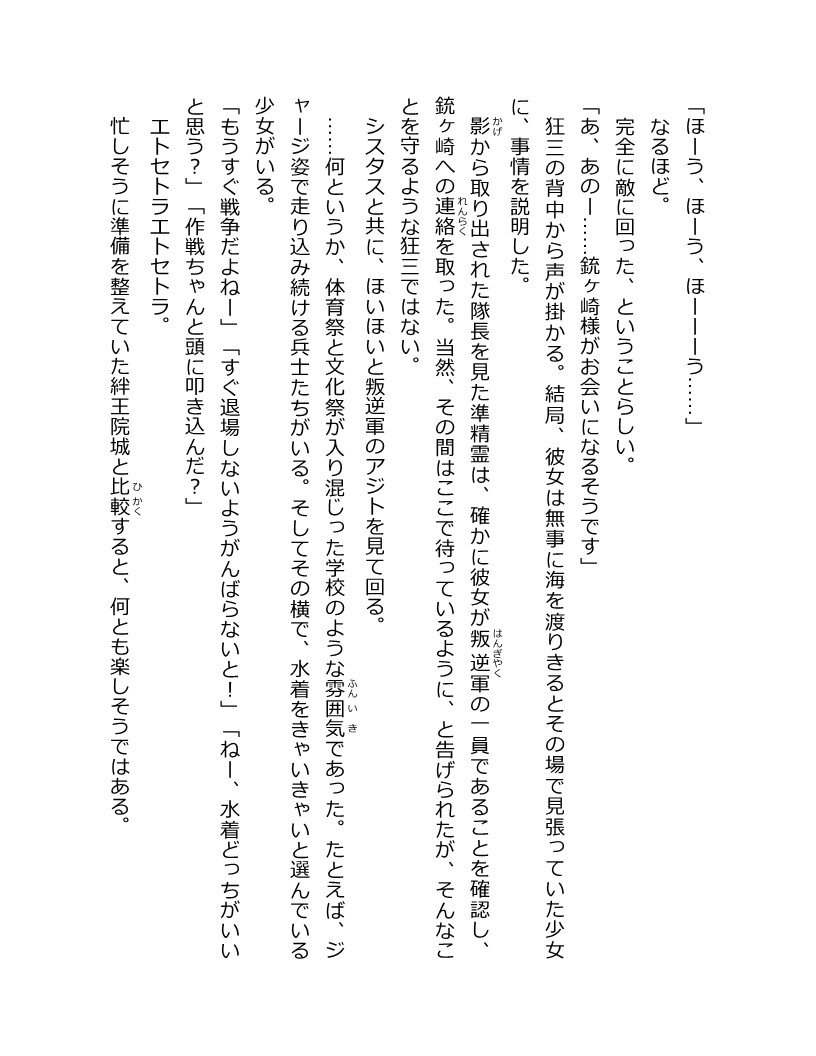 「ほーう、ほーう、ほーーーう……」
なるほど。
完全に敵に回った、ということらしい。
「あ、あのー……銃ヶ崎様がお会いになるそうです」
狂三の背中から声が掛かる。結局、彼女は無事に海を渡りきるとその場で見張っていた少女
に、事情を説明した。
影から取り出された隊長を見た準精霊は、確かに彼女が叛逆軍の一員であることを確認し、
銃ヶ崎への連絡を取った。当然、その間はここで待っているように、と告げられたが、そんなこ
とを守るような狂三ではない。
シスタスと共に、ほいほいと叛逆軍のアジトを見て回る。
……何というか、体育祭と文化祭が入り混じった学校のような雰囲気であった。たとえば、ジ
ャージ姿で走り込み続ける兵士たちがいる。そしてその横で、水着をきゃいきゃいと選んでいる
少女がいる。
「もうすぐ戦争だよねー」「すぐ退場しないようがんばらないと！」「ねー、水着どっちがいい
と思う？」「作戦ちゃんと頭に叩き込んだ？」
エトセトラエトセトラ。
忙しそうに準備を整えていた絆王院城と比較すると、何とも楽しそうではある。